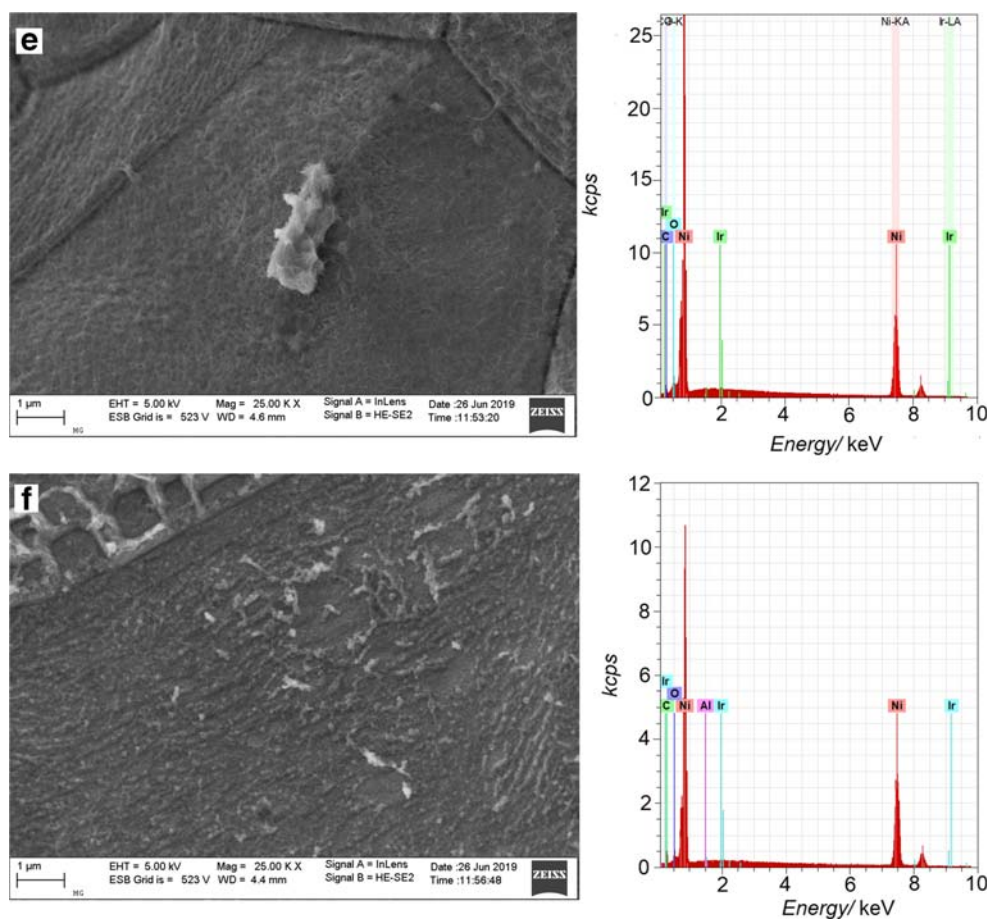 e
1 µm
EHT = 5.00 kV Mag = 25.00 K X Signal A = InLens Date :26 Jun 2019
ESB Grid is = 523 V WD = 4.6 mm Signal B = HE-SE2 Time :11:53:20
MG
ZEISS
O-K Ni-KA Ir-LA
25
20
15
10
5
0
kcps
Ir
O
C Ni Ir Ni Ir
2 4 6 8 10
Energy/ keV
f
1 µm
EHT = 5.00 kV Mag = 25.00 K X Signal A = InLens Date :26 Jun 2019
ESB Grid is = 523 V WD = 4.4 mm Signal B = HE-SE2 Time :11:56:48
MG
ZEISS
12
10
8
6
4
2
0
kcps
Ir
O
C Ni Al Ir Ni Ir
2 4 6 8 10
Energy/ keV